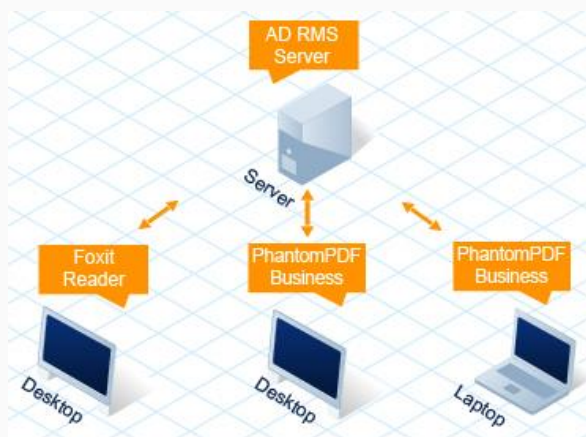 AD RMS
Server
Server
Foxit
Reader
PhantomPDF
Business
PhantomPDF
Business
Desktop
Desktop
Laptop